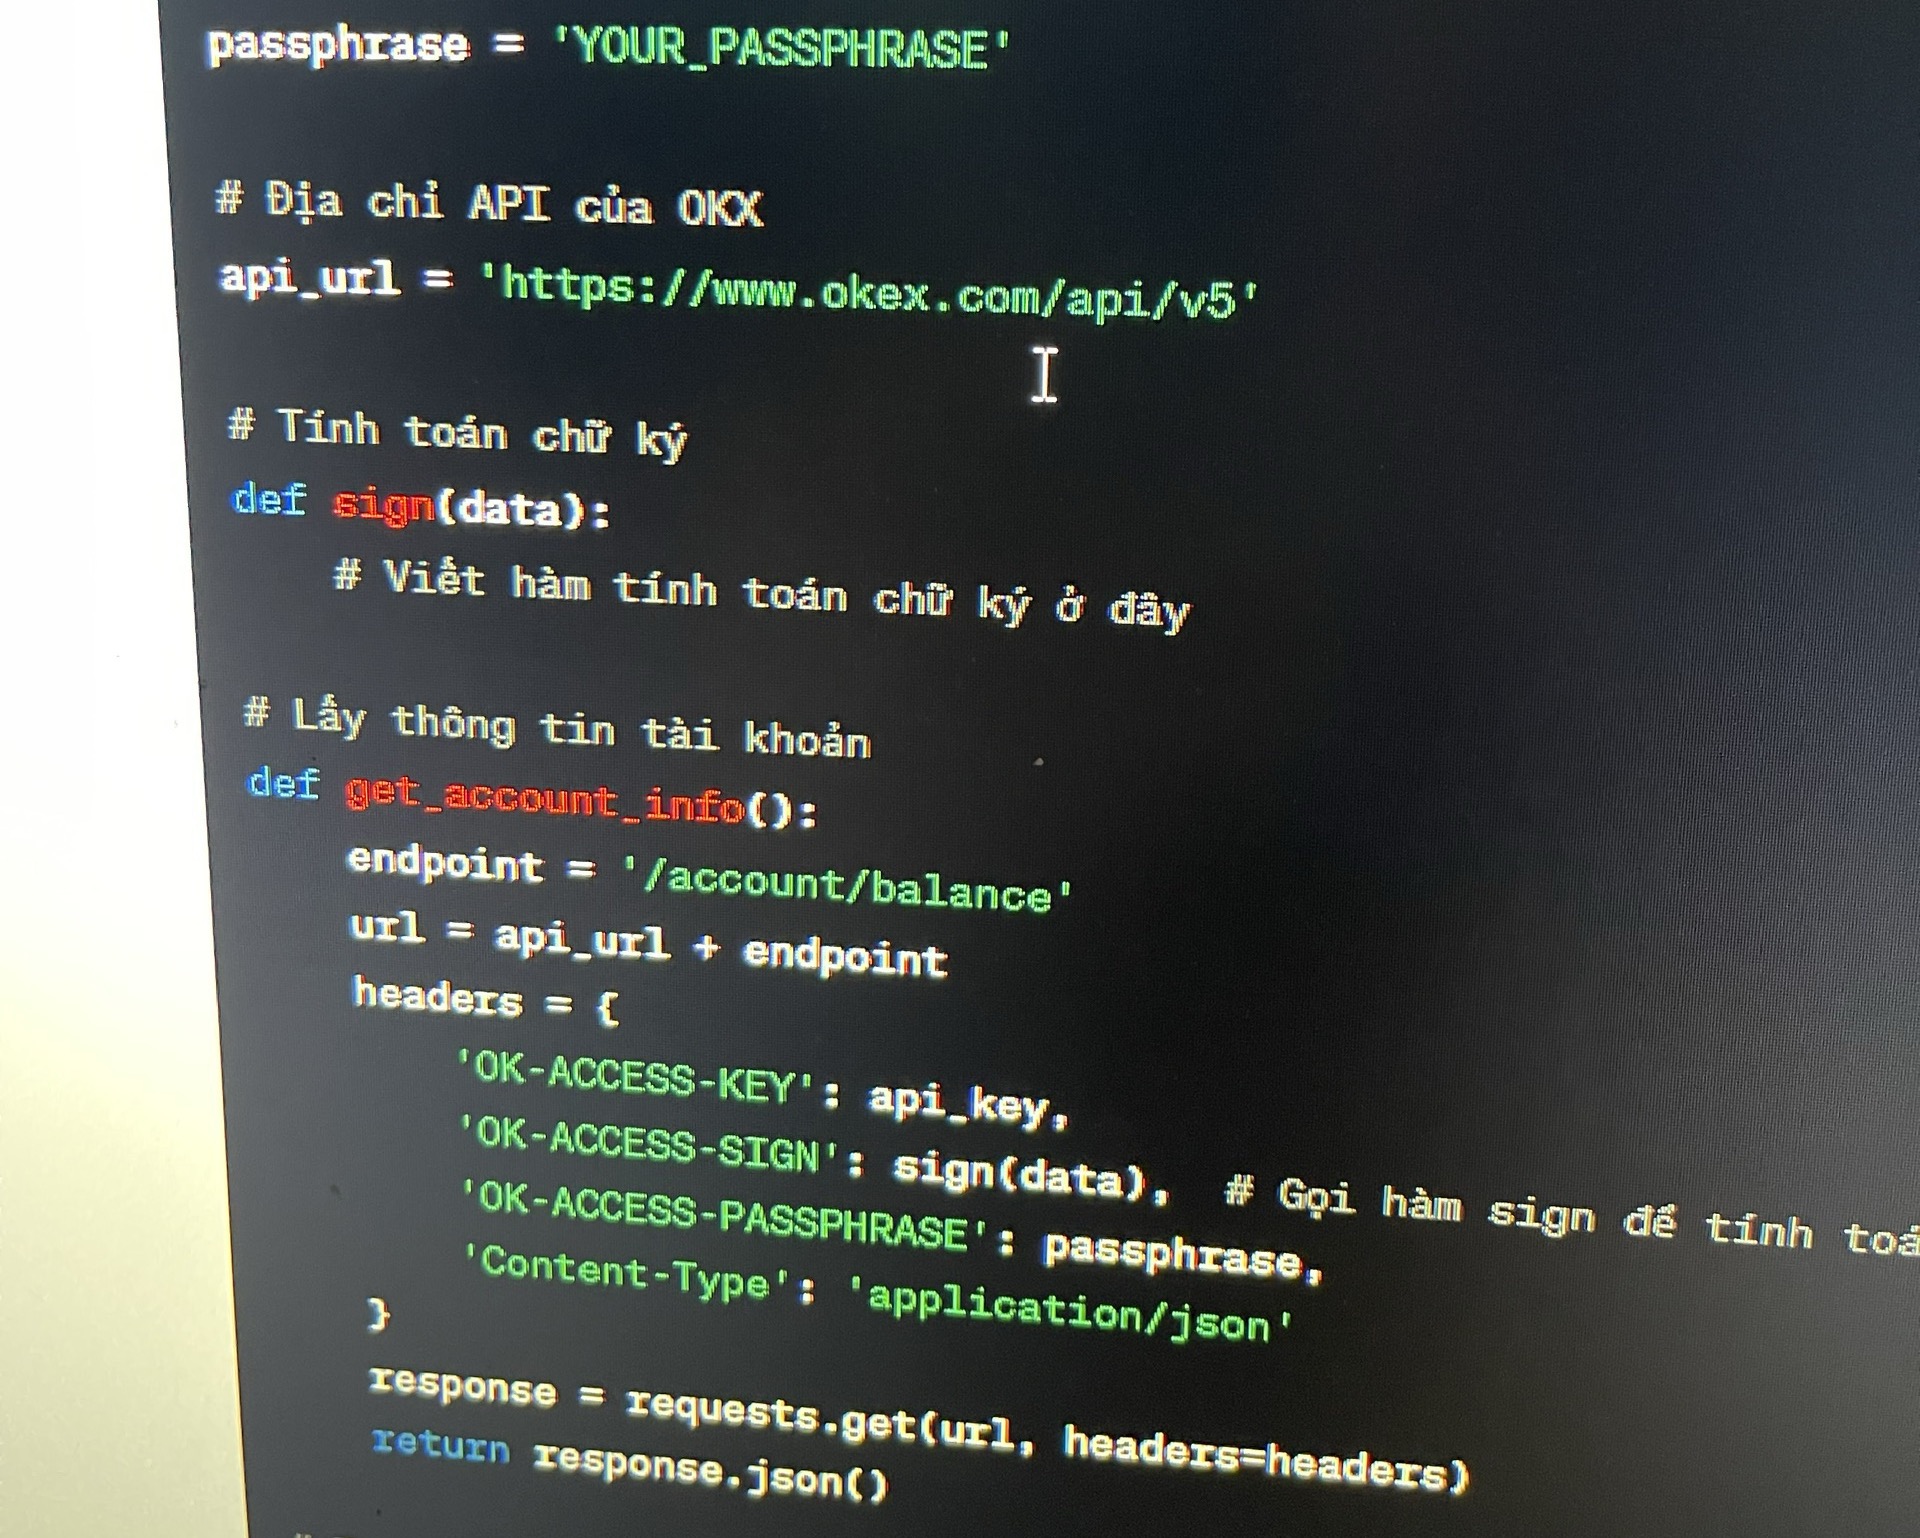 passphrase = 'YOUR_PASSPHRASE'
# Địa chỉ API của OKX
api_url = 'https://www.okex.com/api/v5'
# Tính toán chữ ký
def sign(data):
# Viết hàm tính toán chữ ký ở đây
# Lấy thông tin tài khoản
def get_account_info():
endpoint = '/account/balance'
url = api_url + endpoint
headers = {
'OK-ACCESS-KEY': api_key,
'OK-ACCESS-SIGN': sign(data), # Gọi hàm sign để tính
'OK-ACCESS-PASSPHRASE': passphrase,
'Content-Type': 'application/json'
}
response = requests.get(url, headers=headers)
return response.json()